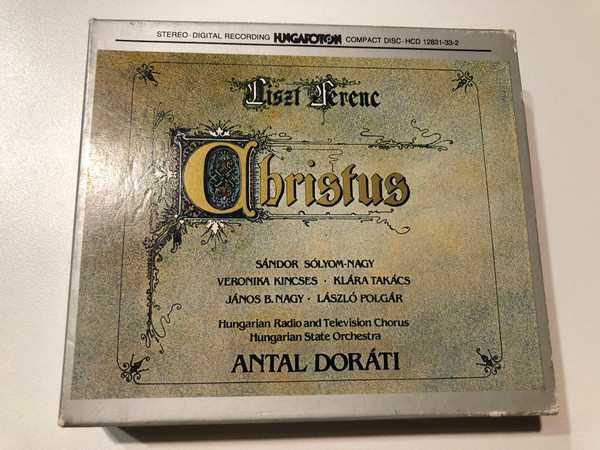 STEREO · DIGITAL RECORDING HUNGAROTON COMPACT DISC · HCD 12831-33-2
Liszt Ferenc
Christus
SÁNDOR SÓLYOM-NAGY
VERONIKA KINCSES · KLÁRA TAKÁCS
JÁNOS B. NAGY · LÁSZLÓ POLGÁR
Hungarian Radio and Television Chorus
Hungarian State Orchestra
ANTAL DORÁTI